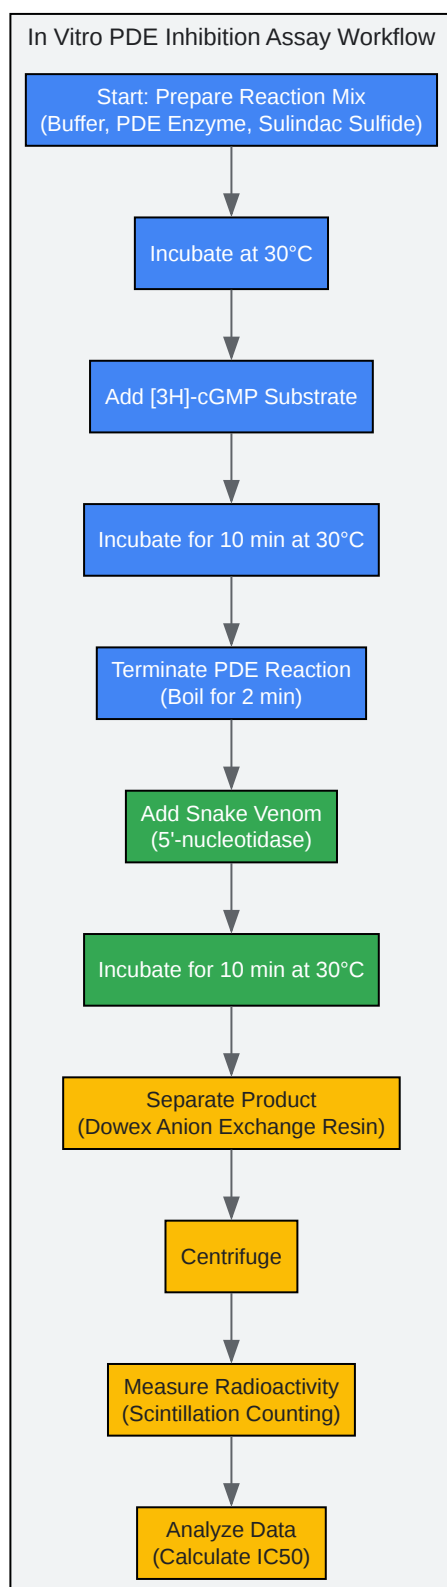 In Vitro PDE Inhibition Assay Workflow
Start: Prepare Reaction Mix
(Buffer, PDE Enzyme, Sulindac Sulfide)
Incubate at 30°C
Add [3H]-cGMP Substrate
Incubate for 10 min at 30°C
Terminate PDE Reaction
(Boil for 2 min)
Add Snake Venom
(5'-nucleotidase)
Incubate for 10 min at 30°C
Separate Product
(Dowex Anion Exchange Resin)
Centrifuge
Measure Radioactivity
(Scintillation Counting)
Analyze Data
(Calculate IC50)